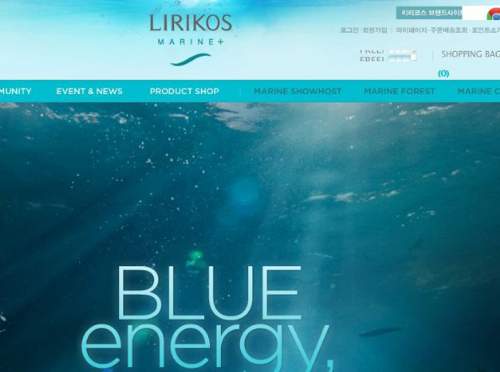 LIRIKOS
MARINE+
리리코스 브랜드사이트
로그인 · 회원가입 | 마이페이지 · 주문배송조회 · 포인트
SHOPPING BAG
(0)
MUNITY EVENT & NEWS PRODUCT SHOP MARINE SHOWHOST MARINE FOREST MARINE
BLUE
energy,